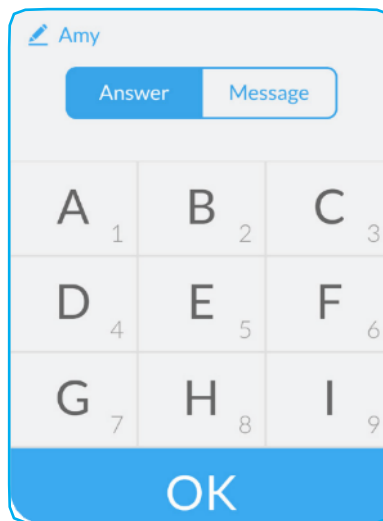 Amy
Answer Message
A 1 B 2 C 3
D 4 E 5 F 6
G 7 H 8 I 9
OK